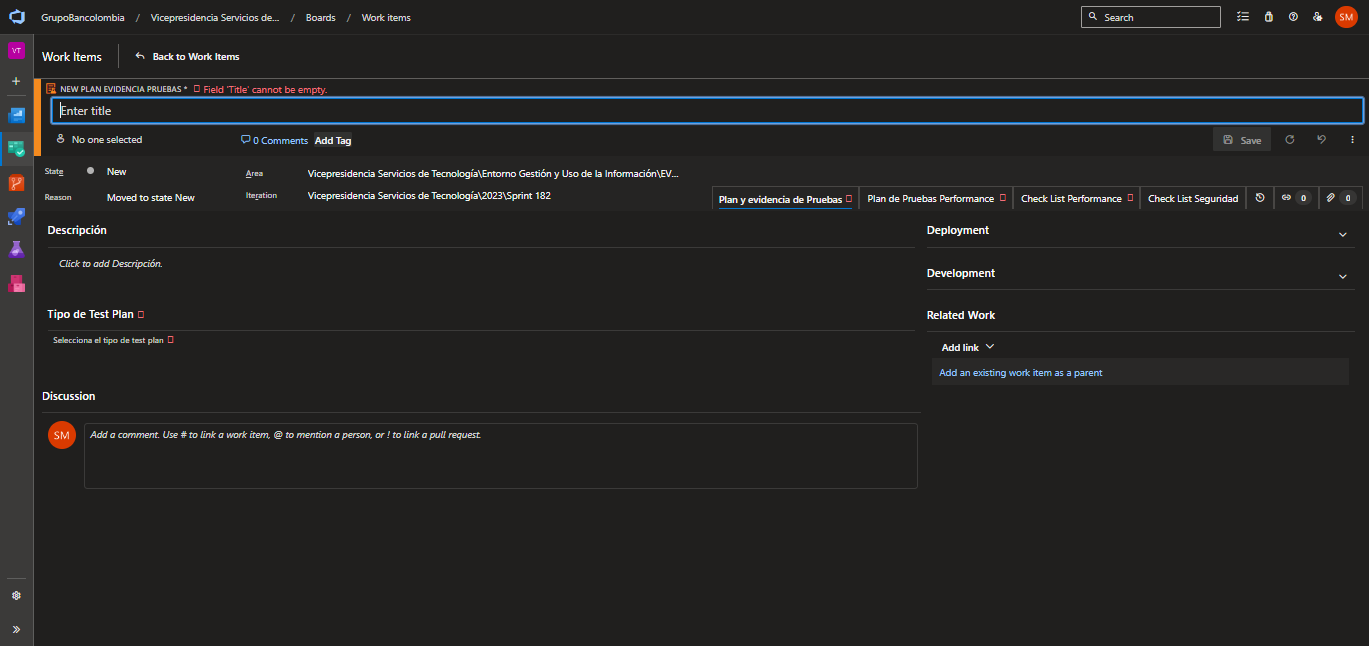 GrupoBancolombia / Vicepresidencia Servicios de... / Boards / Work items
Search
SM
VT
Work Items
Back to Work Items
NEW PLAN EVIDENCIA PRUEBAS * Field 'Title' cannot be empty.
Enter title
No one selected
0 Comments
Add Tag
Save
State
New
Area
Vicepresidencia Servicios de Tecnología\Entorno Gestión y Uso de la Información\EV...
Reason
Moved to state New
Iteration
Vicepresidencia Servicios de Tecnología\2023\Sprint 182
Plan y evidencia de Pruebas
Plan de Pruebas Performance
Check List Performance
Check List Seguridad
0
0
Descripción
Click to add Descripción.
Tipo de Test Plan
Selecciona el tipo de test plan
Discussion
SM
Add a comment. Use # to link a work item, @ to mention a person, or ! to link a pull request.
Deployment
Development
Related Work
Add link
Add an existing work item as a parent